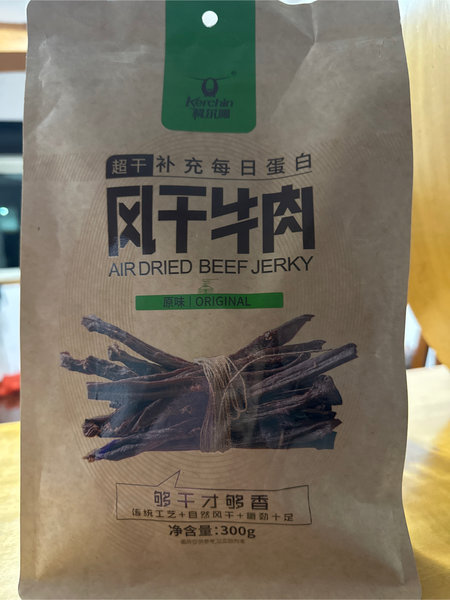 Kerchin
科尔沁
超干 补充每日蛋白
风干牛肉
AIR DRIED BEEF JERKY
原味 | ORIGINAL
够干才够香
传统工艺+自然风干+嚼劲十足
净含量:300g